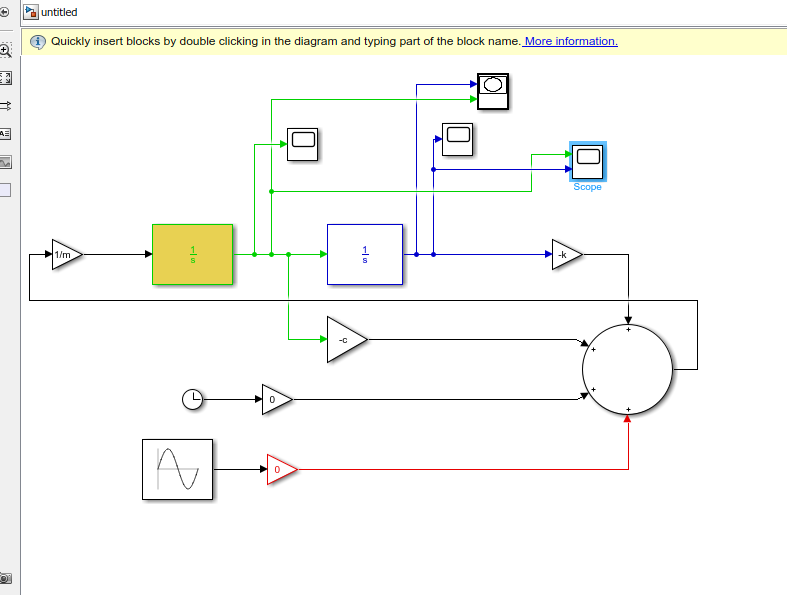 untitled
Quickly insert blocks by double clicking in the diagram and typing part of the block name. More information.
Scope
1/m
1
s
1
s
-k
+
-c
+
0
+
+
0